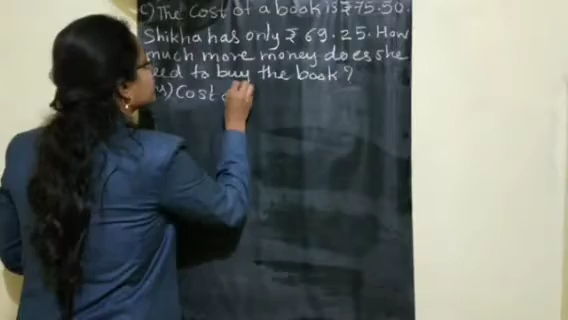 c) The cost of a book is ₹75.50.
Shikha has only ₹ 69.25. How
much more money does she
need to buy the book?
Cost